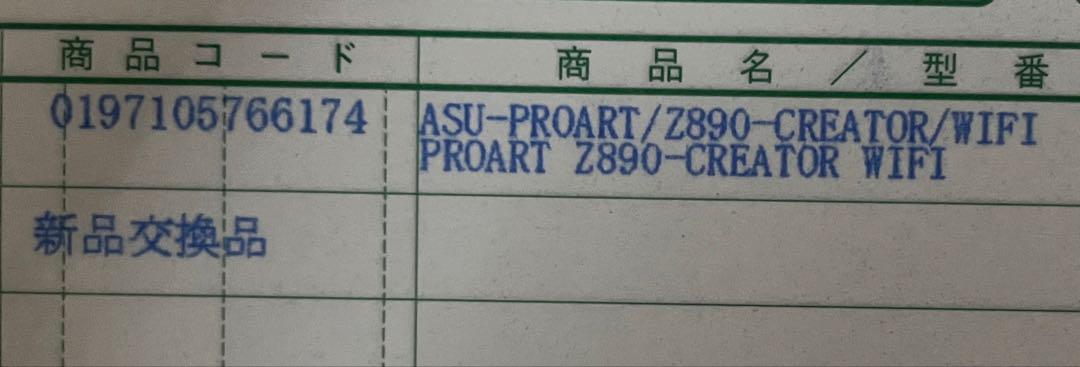 商品コード
商品名／型番
0197105766174
ASU-PROART/Z890-CREATOR/WIFI
PROART Z890-CREATOR WIFI
新品交換品